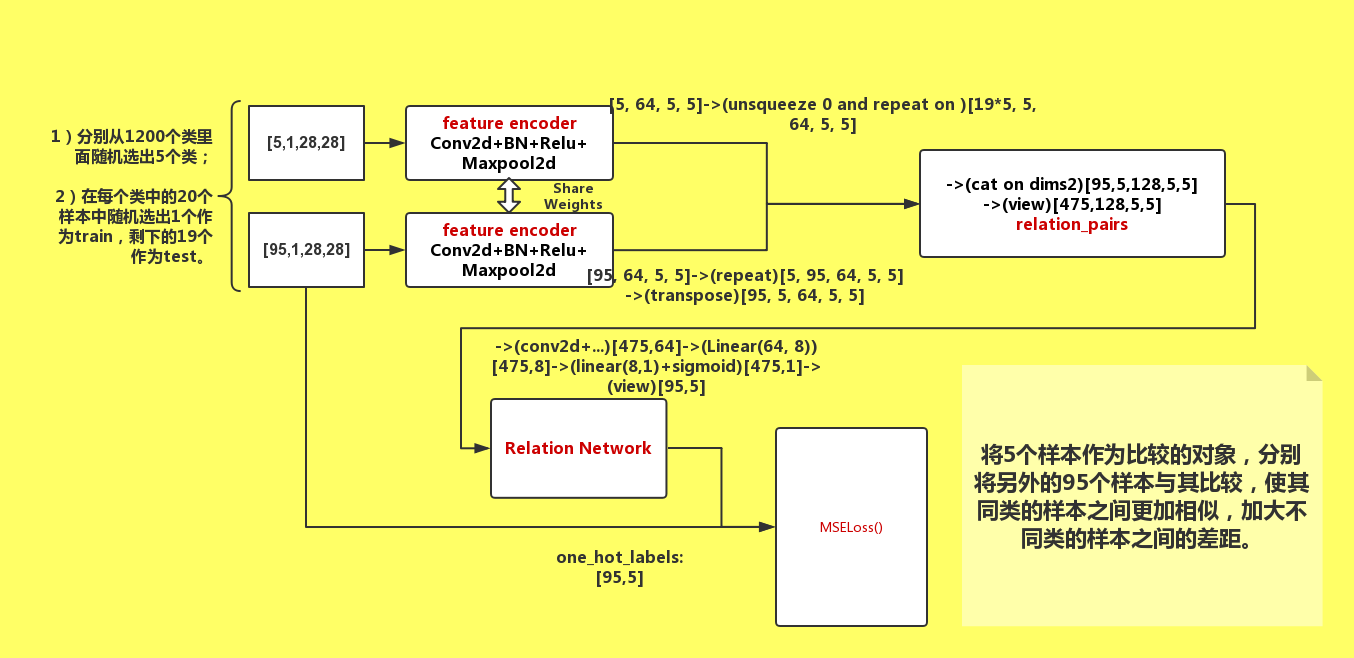 1）分别从1200个类里
面随机选出5个类；
2）在每个类中的20个
样本中随机选出1个作
为train，剩下的19个
作为test。
[5,1,28,28]
[95,1,28,28]
feature encoder
Conv2d+BN+Relu+
Maxpool2d
Share
Weights
feature encoder
Conv2d+BN+Relu+
Maxpool2d
[5, 64, 5, 5]->(unsqueeze 0 and repeat on )[19*5, 5,
64, 5, 5]
[95, 64, 5, 5]->(repeat)[5, 95, 64, 5, 5]
->(transpose)[95, 5, 64, 5, 5]
->(cat on dims2)[95,5,128,5,5]
->(view)[475,128,5,5]
relation_pairs
->(conv2d+...)[475,64]->(Linear(64, 8))
[475,8]->(linear(8,1)+sigmoid)[475,1]->
(view)[95,5]
Relation Network
MSELoss()
one_hot_labels:
[95,5]
将5个样本作为比较的对象，分别
将另外的95个样本与其比较，使其
同类的样本之间更加相似，加大不
同类的样本之间的差距。